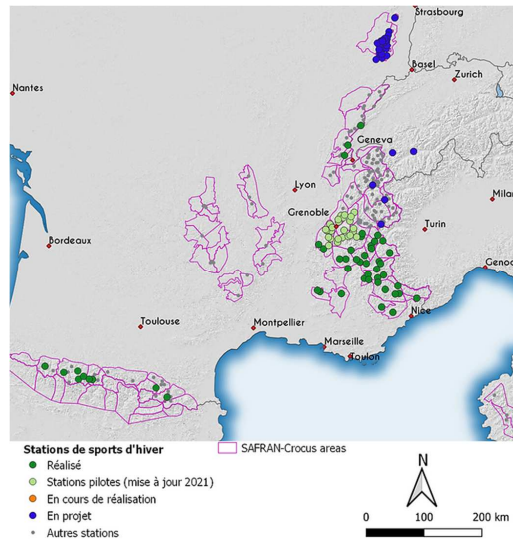 Strasbourg
Basel
Zurich
Nantes
Geneva
Lyon
Milan
Grenoble
Turin
Bordeaux
Genoa
Toulouse
Montpellier
Nice
Marseille
Toulon
Stations de sports d'hiver
SAFRAN-Crocus areas
Réalisé
Stations pilotes (mise à jour 2021)
En cours de réalisation
En projet
Autres stations
N
0 100 200 km